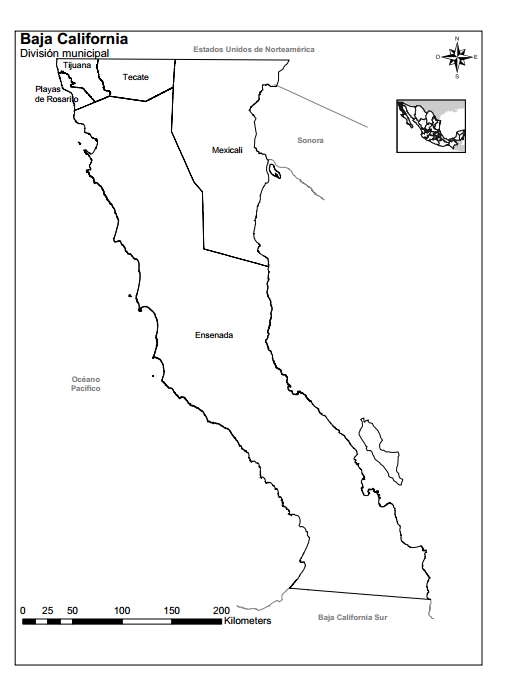 Baja California
División municipal
Estados Unidos de Norteamérica
N
O
E
S
Tijuana
Tecate
Playas
de Rosarito
Sonora
Mexicali
Ensenada
Océano
Pacífico
0 25 50 100 150 200
Kilometers
Baja California Sur